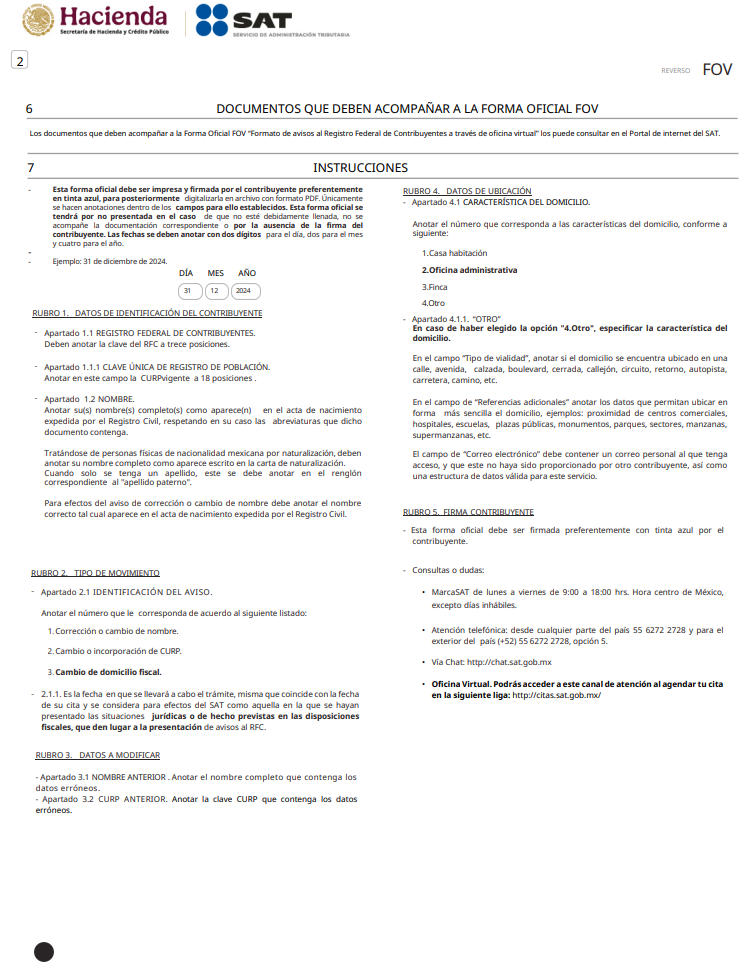 Hacienda
Secretaría de Hacienda y Crédito Público
SAT
SERVICIO DE ADMINISTRACIÓN TRIBUTARIA
2
REVERSO FOV
6 DOCUMENTOS QUE DEBEN ACOMPAÑAR A LA FORMA OFICIAL FOV
Los documentos que deben acompañar a la Forma Oficial FOV "Formato de avisos al Registro Federal de Contribuyentes a través de oficina virtual" los puede consultar en el Portal de internet del SAT.
7 INSTRUCCIONES
- Esta forma oficial debe ser impresa y firmada por el contribuyente preferentemente
en tinta azul, para posteriormente digitalizarla en archivo con formato PDF. Únicamente
se hacen anotaciones dentro de los campos para ello establecidos. Esta forma oficial se
tendrá por no presentada en el caso de que no esté debidamente llenada, no se
acompañe la documentación correspondiente o por la ausencia de la firma del
contribuyente. Las fechas se deben anotar con dos dígitos para el día, dos para el mes
y cuatro para el año.
-
- Ejemplo: 31 de diciembre de 2024.
DÍA MES AÑO
31 12 2024
RUBRO 1. DATOS DE IDENTIFICACIÓN DEL CONTRIBUYENTE
- Apartado 1.1 REGISTRO FEDERAL DE CONTRIBUYENTES.
Deben anotar la clave del RFC a trece posiciones.
- Apartado 1.1.1 CLAVE ÚNICA DE REGISTRO DE POBLACIÓN.
Anotar en este campo la CURPvigente a 18 posiciones .
- Apartado 1.2 NOMBRE.
Anotar su(s) nombre(s) completo(s) como aparece(n) en el acta de nacimiento
expedida por el Registro Civil, respetando en su caso las abreviaturas que dicho
documento contenga.
Tratándose de personas físicas de nacionalidad mexicana por naturalización, deben
anotar su nombre completo como aparece escrito en la carta de naturalización.
Cuando solo se tenga un apellido, este se debe anotar en el renglón
correspondiente al "apellido paterno".
Para efectos del aviso de corrección o cambio de nombre debe anotar el nombre
correcto tal cual aparece en el acta de nacimiento expedida por el Registro Civil.
RUBRO 2. TIPO DE MOVIMIENTO
- Apartado 2.1 IDENTIFICACIÓN DEL AVISO.
Anotar el número que le corresponda de acuerdo al siguiente listado:
1. Corrección o cambio de nombre.
2. Cambio o incorporación de CURP.
3. Cambio de domicilio fiscal.
- 2.1.1. Es la fecha en que se llevará a cabo el trámite, misma que coincide con la fecha
de su cita y se considera para efectos del SAT como aquella en la que se hayan
presentado las situaciones jurídicas o de hecho previstas en las disposiciones
fiscales, que den lugar a la presentación de avisos al RFC.
RUBRO 3. DATOS A MODIFICAR
- Apartado 3.1 NOMBRE ANTERIOR . Anotar el nombre completo que contenga los
datos erróneos.
- Apartado 3.2 CURP ANTERIOR. Anotar la clave CURP que contenga los datos
erróneos.
RUBRO 4. DATOS DE UBICACIÓN
- Apartado 4.1 CARACTERÍSTICA DEL DOMICILIO.
Anotar el número que corresponda a las características del domicilio, conforme a
siguiente:
1.Casa habitación
2.Oficina administrativa
3.Finca
4.Otro
- Apartado 4.1.1. "OTRO"
En caso de haber elegido la opción "4.Otro", especificar la característica del
domicilio.
En el campo "Tipo de vialidad", anotar si el domicilio se encuentra ubicado en una
calle, avenida, calzada, boulevard, cerrada, callejón, circuito, retorno, autopista,
carretera, camino, etc.
En el campo de "Referencias adicionales" anotar los datos que permitan ubicar en
forma más sencilla el domicilio, ejemplos: proximidad de centros comerciales,
hospitales, escuelas, plazas públicas, monumentos, parques, sectores, manzanas,
supermanzanas, etc.
El campo de "Correo electrónico" debe contener un correo personal al que tenga
acceso, y que este no haya sido proporcionado por otro contribuyente, así como
una estructura de datos válida para este servicio.
RUBRO 5. FIRMA CONTRIBUYENTE
- Esta forma oficial debe ser firmada preferentemente con tinta azul por el
contribuyente.
- Consultas o dudas:
• MarcaSAT de lunes a viernes de 9:00 a 18:00 hrs. Hora centro de México,
excepto días inhábiles.
• Atención telefónica: desde cualquier parte del país 55 6272 2728 y para el
exterior del país (+52) 55 6272 2728, opción 5.
• Vía Chat: http://chat.sat.gob.mx
• Oficina Virtual. Podrás acceder a este canal de atención al agendar tu cita
en la siguiente liga: http://citas.sat.gob.mx/